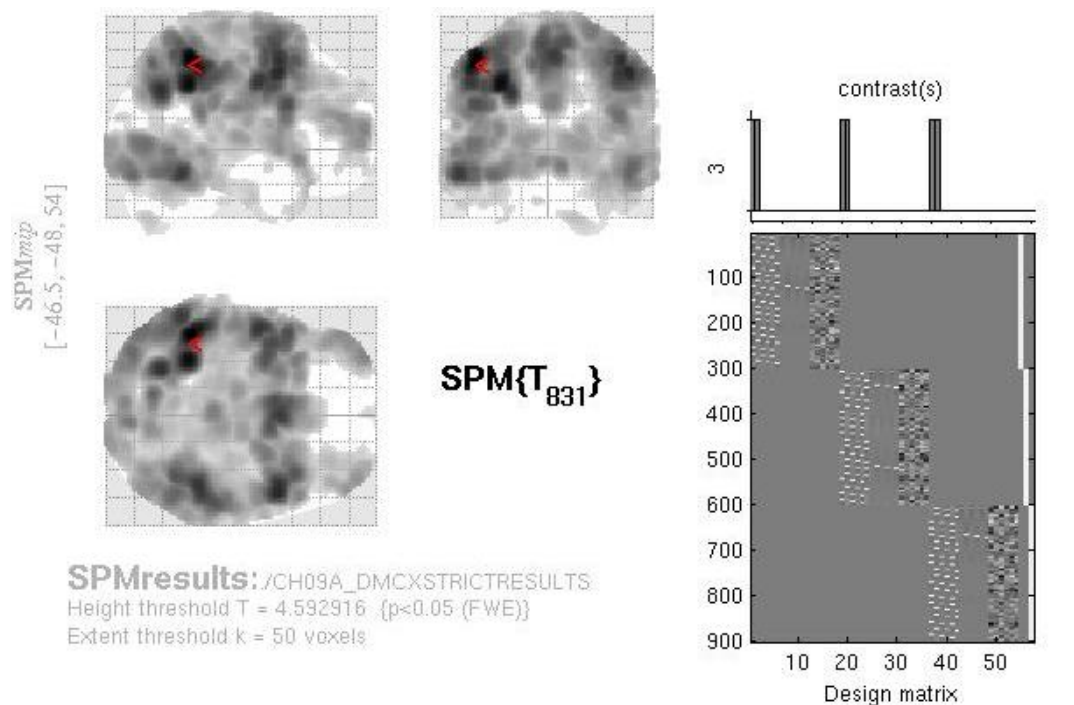 SPMmip
[−46.5, −48, 54]
SPM{T831}
SPMresults: ./CH09A_DMCXSTRICTRESULTS
Height threshold T = 4.592916 {p<0.05 (FWE)}
Extent threshold k = 50 voxels
contrast(s)
3
100
200
300
400
500
600
700
800
900
10 20 30 40 50
Design matrix